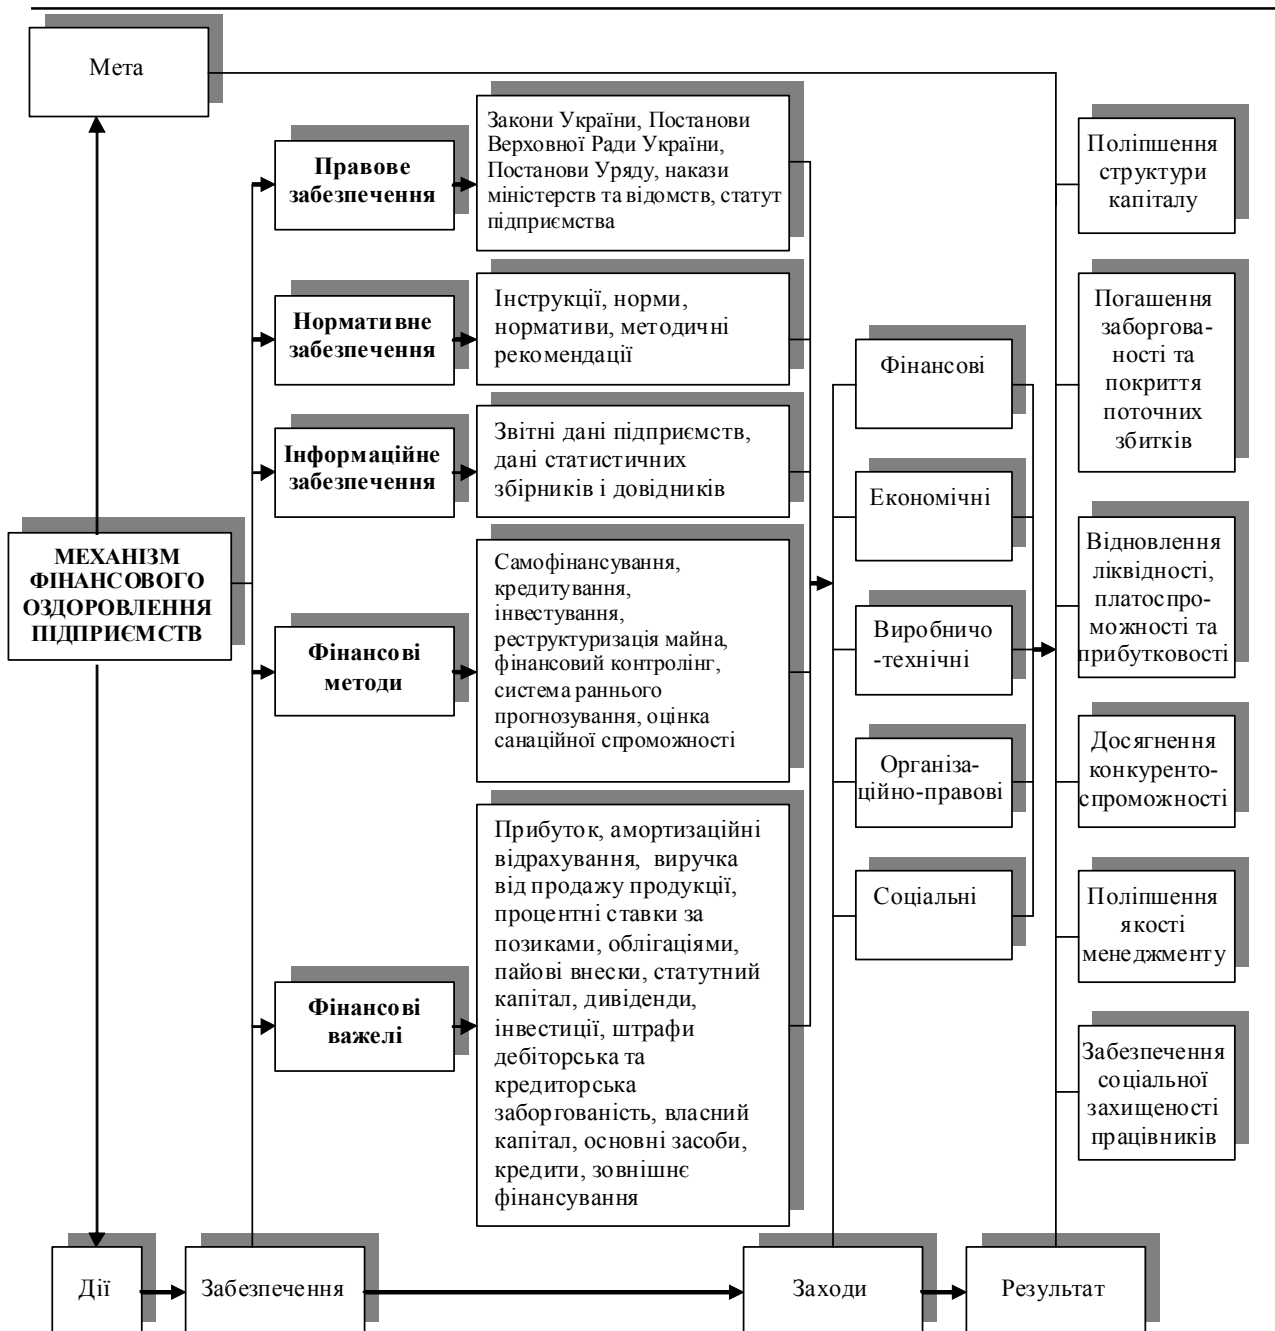 Мета
МЕХАНІЗМ
ФІНАНСОВОГО
ОЗДОРОВЛЕННЯ
ПІДПРИЄМСТВ
Правове
забезпечення
Закони України, Постанови
Верховної Ради України,
Постанови Уряду, накази
міністерств та відомств, статут
підприємства
Нормативне
забезпечення
Інструкції, норми,
нормативи, методичні
рекомендації
Інформаційне
забезпечення
Звітні дані підприємств,
дані статистичних
збірників і довідників
Фінансові
методи
Самофінансування,
кредитування,
інвестування,
реструктуризація майна,
фінансовий контролінг,
система раннього
прогнозування, оцінка
санаційної спроможності
Фінансові
важелі
Прибуток, амортизаційні
відрахування, виручка
від продажу продукції,
процентні ставки за
позиками, облігаціями,
пайові внески, статутний
капітал, дивіденди,
інвестиції, штрафи
дебіторська та
кредиторська
заборгованість, власний
капітал, основні засоби,
кредити, зовнішнє
фінансування
Фінансові
Економічні
Виробничо
-технічні
Організа-
ційно-правові
Соціальні
Поліпшення
структури
капіталу
Погашення
заборгова-
ності та
покриття
поточних
збитків
Відновлення
ліквідності,
платоспро-
можності та
прибутковості
Досягнення
конкуренто-
спроможності
Поліпшення
якості
менеджменту
Забезпечення
соціальної
захищеності
працівників
Дії
Забезпечення
Заходи
Результат